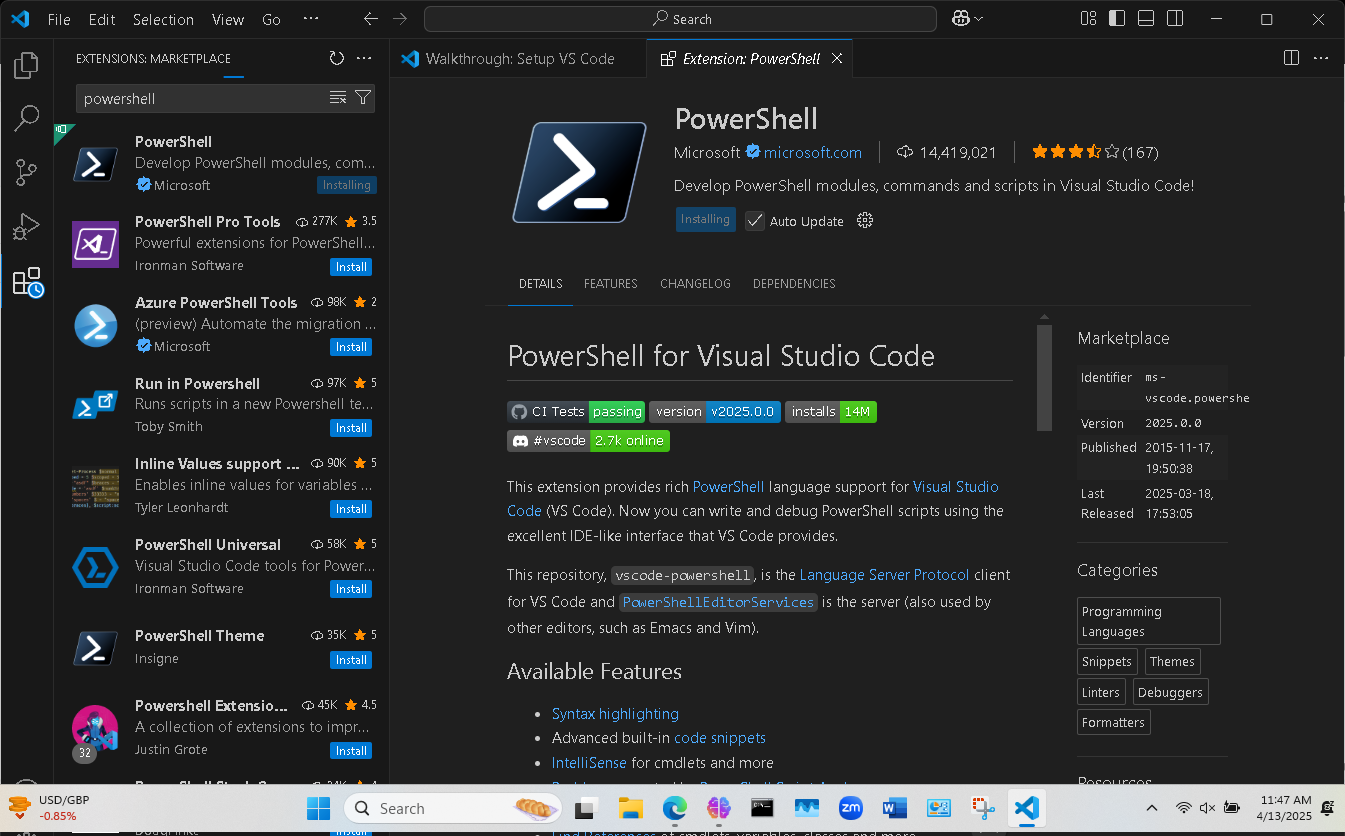 File Edit Selection View Go ···
Search
EXTENSIONS: MARKETPLACE
powershell
PowerShell
Develop PowerShell modules, com...
Microsoft
Installing
PowerShell Pro Tools 277K 3.5
Powerful extensions for PowerShell...
Ironman Software
Install
Azure PowerShell Tools 98K 2
(preview) Automate the migration ...
Microsoft
Install
Run in Powershell 97K 5
Runs scripts in a new Powershell te...
Toby Smith
Install
Inline Values support ... 90K 5
Enables inline values for variables ...
Tyler Leonhardt
Install
PowerShell Universal 58K 5
Visual Studio Code tools for Power...
Ironman Software
Install
PowerShell Theme 35K 5
Insigne
Install
Powershell Extensio... 45K 4.5
A collection of extensions to impr...
32
Justin Grote
Install
Walkthrough: Setup VS Code
Extension: PowerShell
PowerShell
Microsoft microsoft.com 14,419,021 (167)
Develop PowerShell modules, commands and scripts in Visual Studio Code!
Installing Auto Update
DETAILS FEATURES CHANGELOG DEPENDENCIES
PowerShell for Visual Studio Code
CI Tests passing version v2025.0.0 installs 14M
#vscode 2.7k online
This extension provides rich PowerShell language support for Visual Studio
Code (VS Code). Now you can write and debug PowerShell scripts using the
excellent IDE-like interface that VS Code provides.
This repository, vscode-powershell, is the Language Server Protocol client
for VS Code and PowerShellEditorServices is the server (also used by
other editors, such as Emacs and Vim).
Available Features
• Syntax highlighting
• Advanced built-in code snippets
• IntelliSense for cmdlets and more
Marketplace
Identifier ms-
vscode.powershe
Version 2025.0.0
Published 2015-11-17,
19:50:38
Last 2025-03-18,
Released 17:53:05
Categories
Programming
Languages
Snippets Themes
Linters Debuggers
Formatters
Resources
USD/GBP
-0.85%
Search
zm
W
11:47 AM
4/13/2025